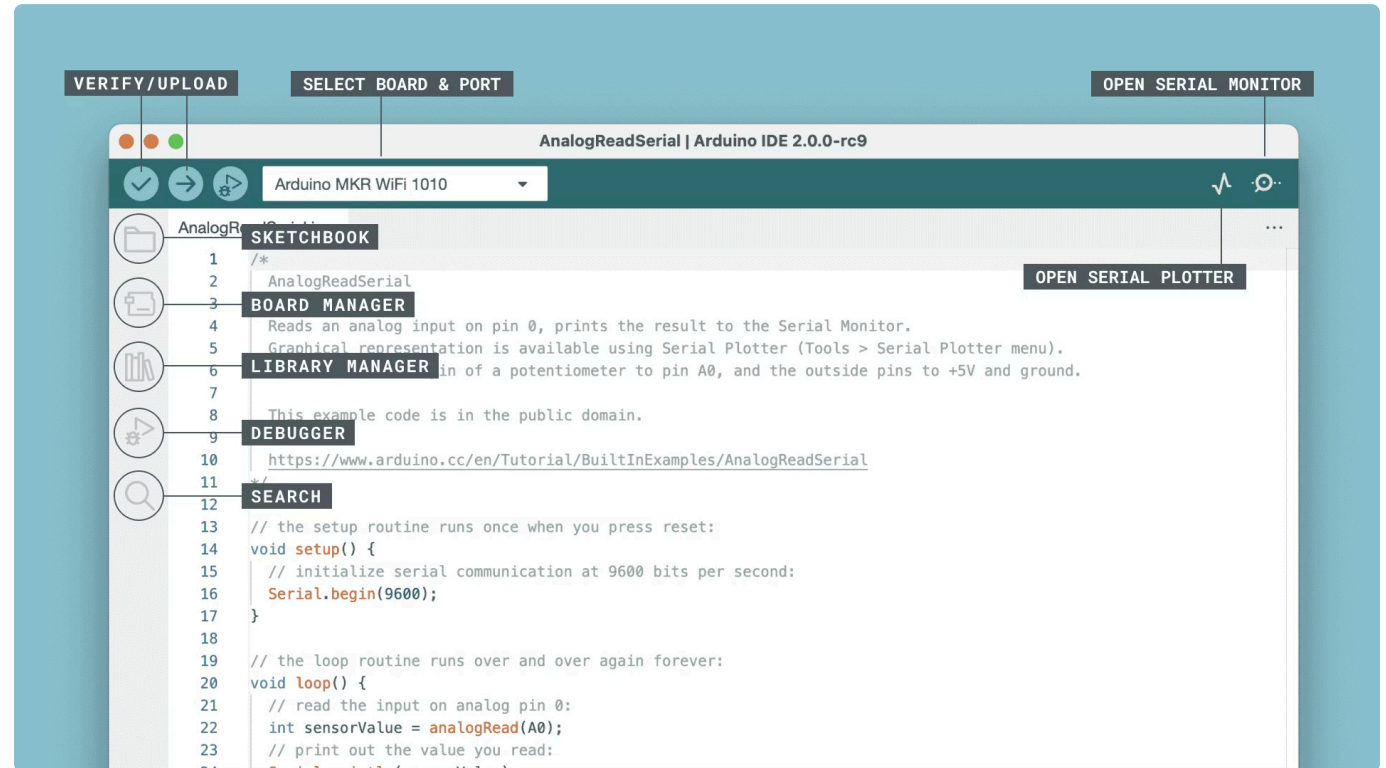 VERIFY/UPLOAD
SELECT BOARD & PORT
OPEN SERIAL MONITOR
AnalogReadSerial | Arduino IDE 2.0.0-rc9
Arduino MKR WiFi 1010
SKETCHBOOK
...
1 /*
2 AnalogReadSerial
OPEN SERIAL PLOTTER
3
BOARD MANAGER
4 Reads an analog input on pin 0, prints the result to the Serial Monitor.
5 Graphical representation is available using Serial Plotter (Tools > Serial Plotter menu).
LIBRARY MANAGER
6 of a potentiometer to pin A0, and the outside pins to +5V and ground.
7
8 This example code is in the public domain.
9
DEBUGGER
10 https://www.arduino.cc/en/Tutorial/BuiltInExamples/AnalogReadSerial
11 */
SEARCH
12
13 // the setup routine runs once when you press reset:
14 void setup() {
15 // initialize serial communication at 9600 bits per second:
16 Serial.begin(9600);
17 }
18
19 // the loop routine runs over and over again forever:
20 void loop() {
21 // read the input on analog pin 0:
22 int sensorValue = analogRead(A0);
23 // print out the value you read: